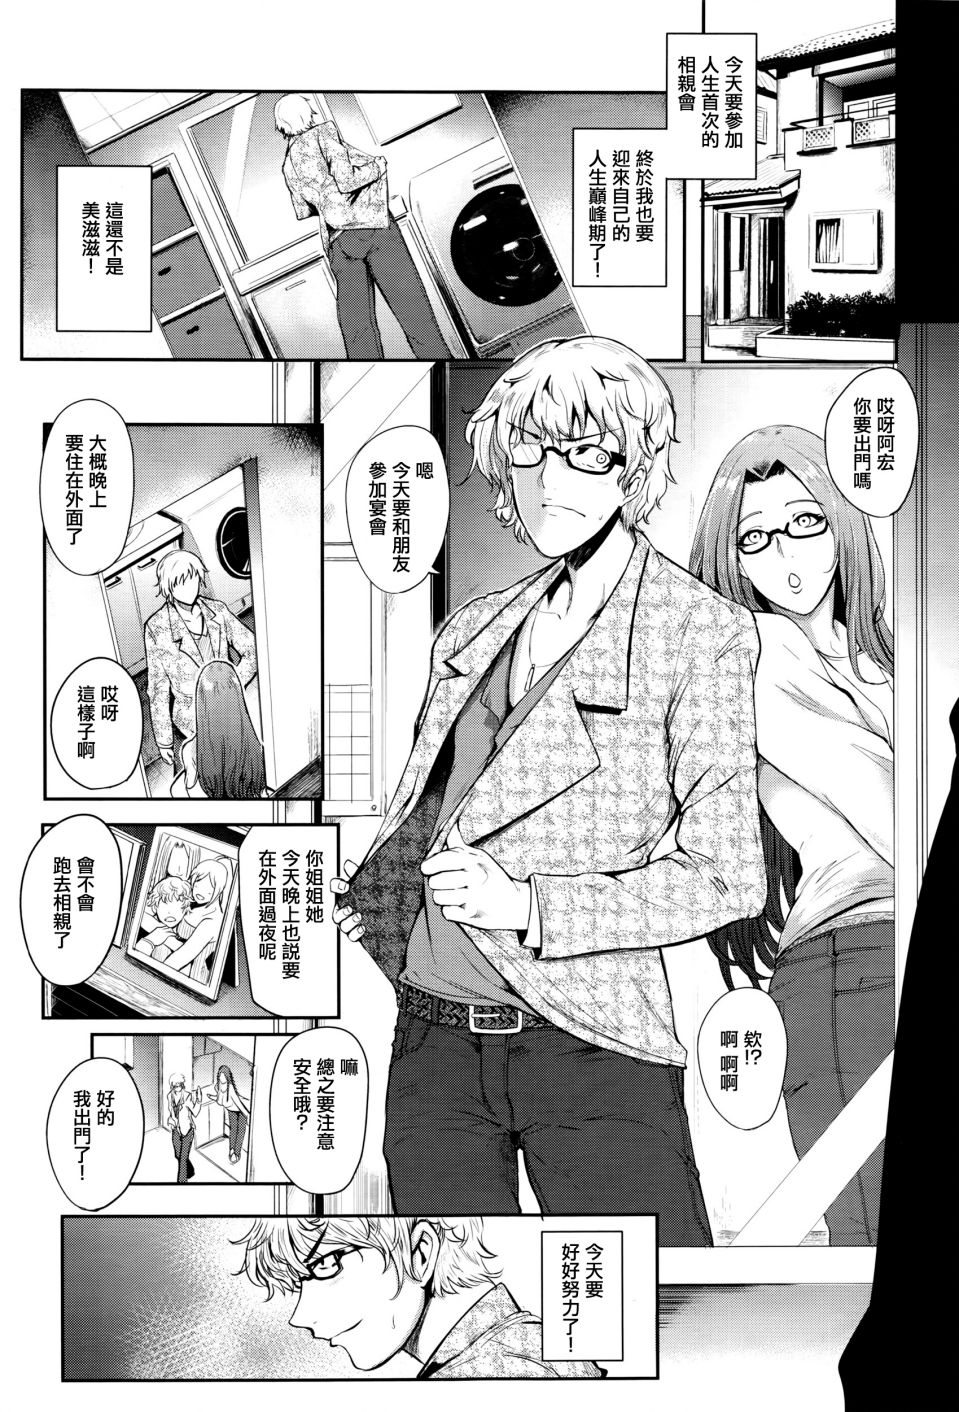 今天要參加
人生首次的
相親會
終於我也要
迎來自己的
人生巔峰期了！
這還不是
美滋滋！
哎呀阿宏
你要出門嗎
嗯
今天要和朋友
參加宴會
欸!?
啊啊啊
大概晚上
要住在外面了
哎呀
這樣子啊
你姐姐她
今天晚上也說要
在外面過夜呢
會不會
跑去相親了
嘛
總之要注意
安全哦？
好的
我出門了！
今天要
好好努力了！